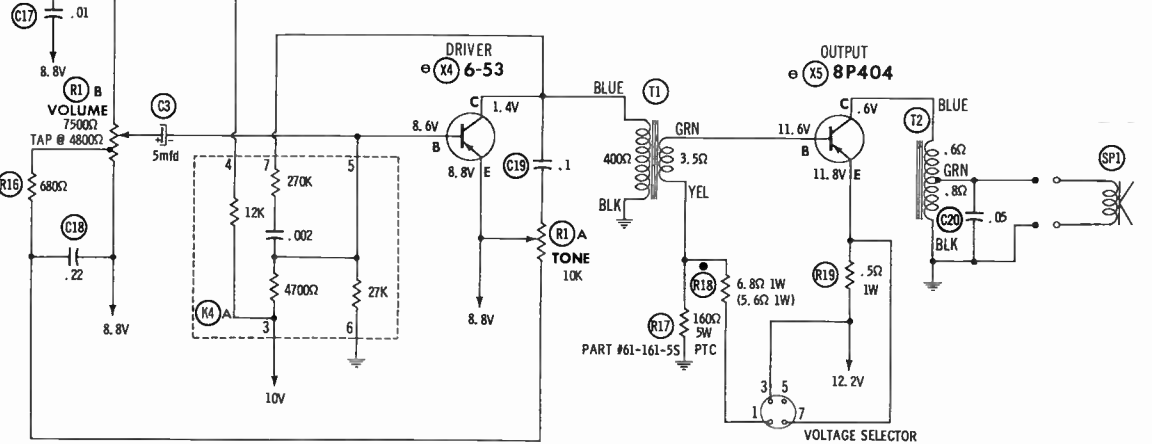 C17
.01
8.8V
R1 B
VOLUME
7500Ω
TAP @ 4800Ω
C3
+ –
5mfd
R16
680Ω
C18
.22
8.8V
4
7
5
270K
12K
.002
4700Ω
27K
K4 A
3
6
10V
DRIVER
X4 6-53
C
1.4V
8.6V
B
8.8V E
C19
.1
R1 A
TONE
10K
8.8V
BLUE
T1
GRN
400Ω
3.5Ω
YEL
BLK
R18
6.8Ω 1W
(5.6Ω 1W)
R17
160Ω
5W
PART #61-161-5S PTC
OUTPUT
X5 8P404
C
.6V
11.6V
B
11.8V E
BLUE
T2
.6Ω
GRN
.8Ω
C20
.05
BLK
SP1
R19
.5Ω
1W
12.2V
3 5
1 7
VOLTAGE SELECTOR